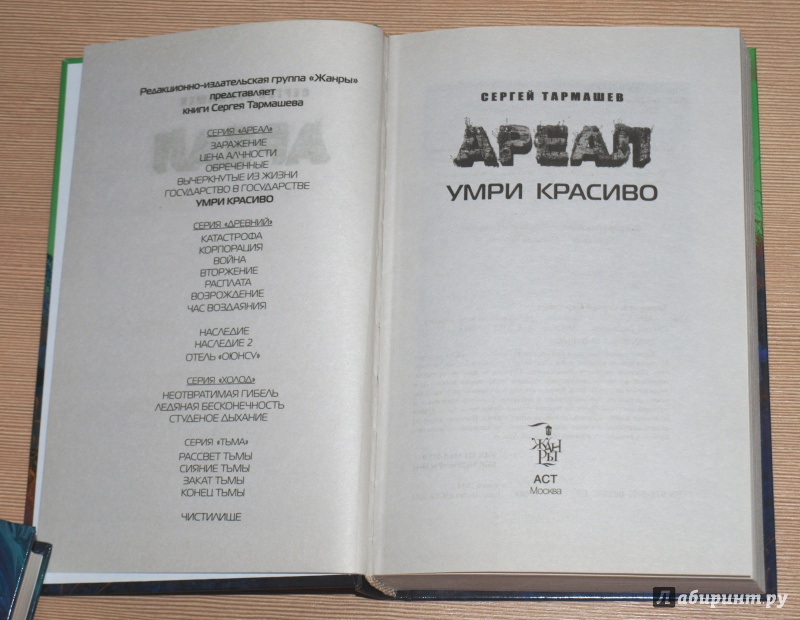 Редакционно-издательская группа «Жанры»
представляет
книги Сергея Тармашева
СЕРИЯ «АРЕАЛ»
ЗАРАЖЕНИЕ
ЦЕНА АЛЧНОСТИ
ОБРЕЧЕННЫЕ
ВЫЧЕРКНУТЫЕ ИЗ ЖИЗНИ
ГОСУДАРСТВО В ГОСУДАРСТВЕ
УМРИ КРАСИВО
СЕРИЯ «ДРЕВНИЙ»
КАТАСТРОФА
КОРПОРАЦИЯ
ВОЙНА
ВТОРЖЕНИЕ
РАСПЛАТА
ВОЗРОЖДЕНИЕ
ЧАС ВОЗДАЯНИЯ
НАСЛЕДИЕ
НАСЛЕДИЕ 2
ОТЕЛЬ «ОЮНСУ»
СЕРИЯ «ХОЛОД»
НЕОТВРАТИМАЯ ГИБЕЛЬ
ЛЕДЯНАЯ БЕСКОНЕЧНОСТЬ
СТУДЕНОЕ ДЫХАНИЕ
СЕРИЯ «ТЬМА»
РАССВЕТ ТЬМЫ
СИЯНИЕ ТЬМЫ
ЗАКАТ ТЬМЫ
КОНЕЦ ТЬМЫ
ЧИСТИЛИЩЕ
СЕРГЕЙ ТАРМАШЕВ
АРЕАЛ
УМРИ КРАСИВО
ЖАН
РЫ
АСТ
Москва
Лабиринт.ру